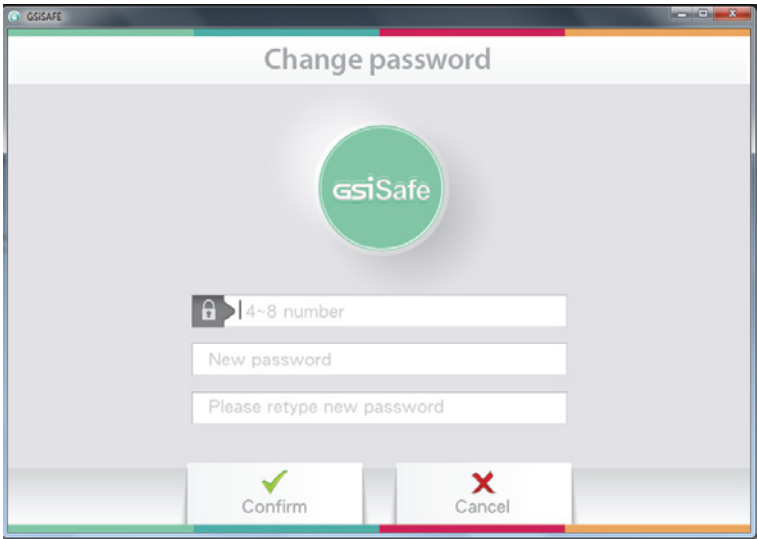 GSiSAFE
Change password
GSiSafe
4~8 number
New password
Please retype new password
Confirm
Cancel